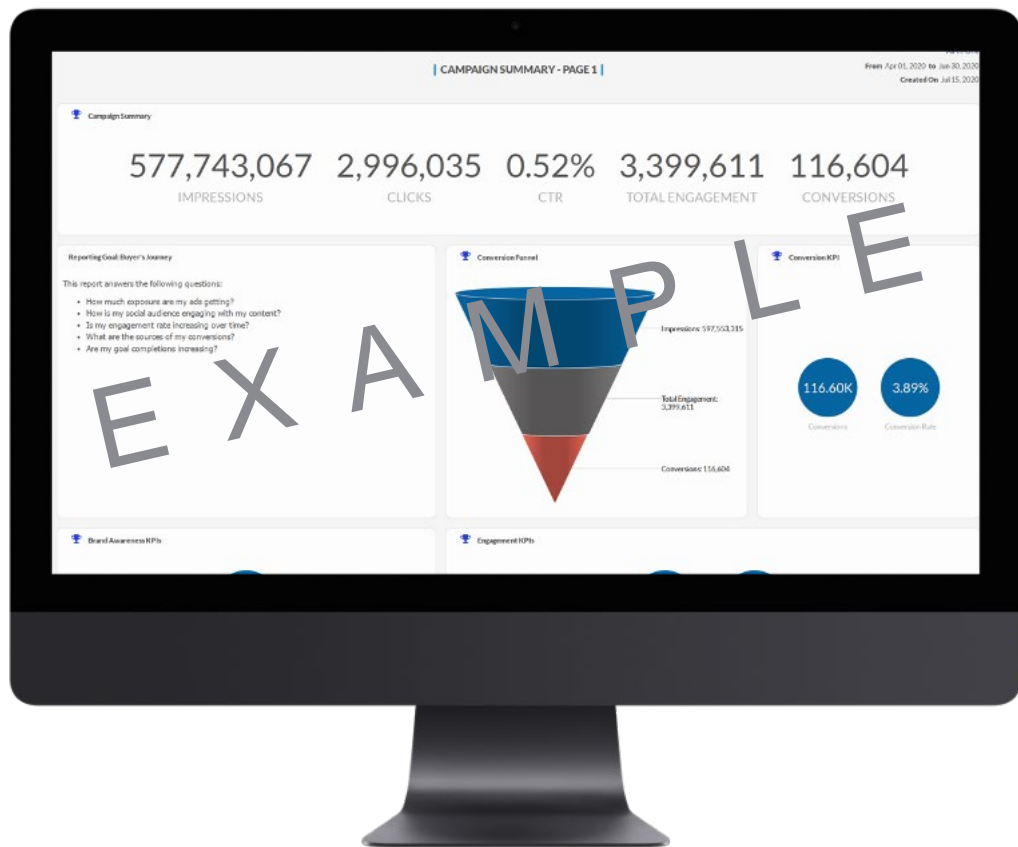 | CAMPAIGN SUMMARY - PAGE 1 |
From Apr 01, 2020 to Jun 30, 2020
Created On Jul 15, 2020
Campaign Summary
577,743,067 2,996,035 0.52% 3,399,611 116,604
IMPRESSIONS CLICKS CTR TOTAL ENGAGEMENT CONVERSIONS
Reporting Goal: Buyer's Journey
This report answers the following questions:
• How much exposure are my ads getting?
• How is my social audience engaging with my content?
• Is my engagement rate increasing over time?
• What are the sources of my conversions?
• Are my goal completions increasing?
Conversion Funnel
Impressions: 597,553,315
Total Engagement:
3,399,611
Conversions: 116,604
Conversion KPI
116.60K 3.89%
Conversions Conversion Rate
EXAMPLE
Brand Awareness KPIs
Engagement KPIs